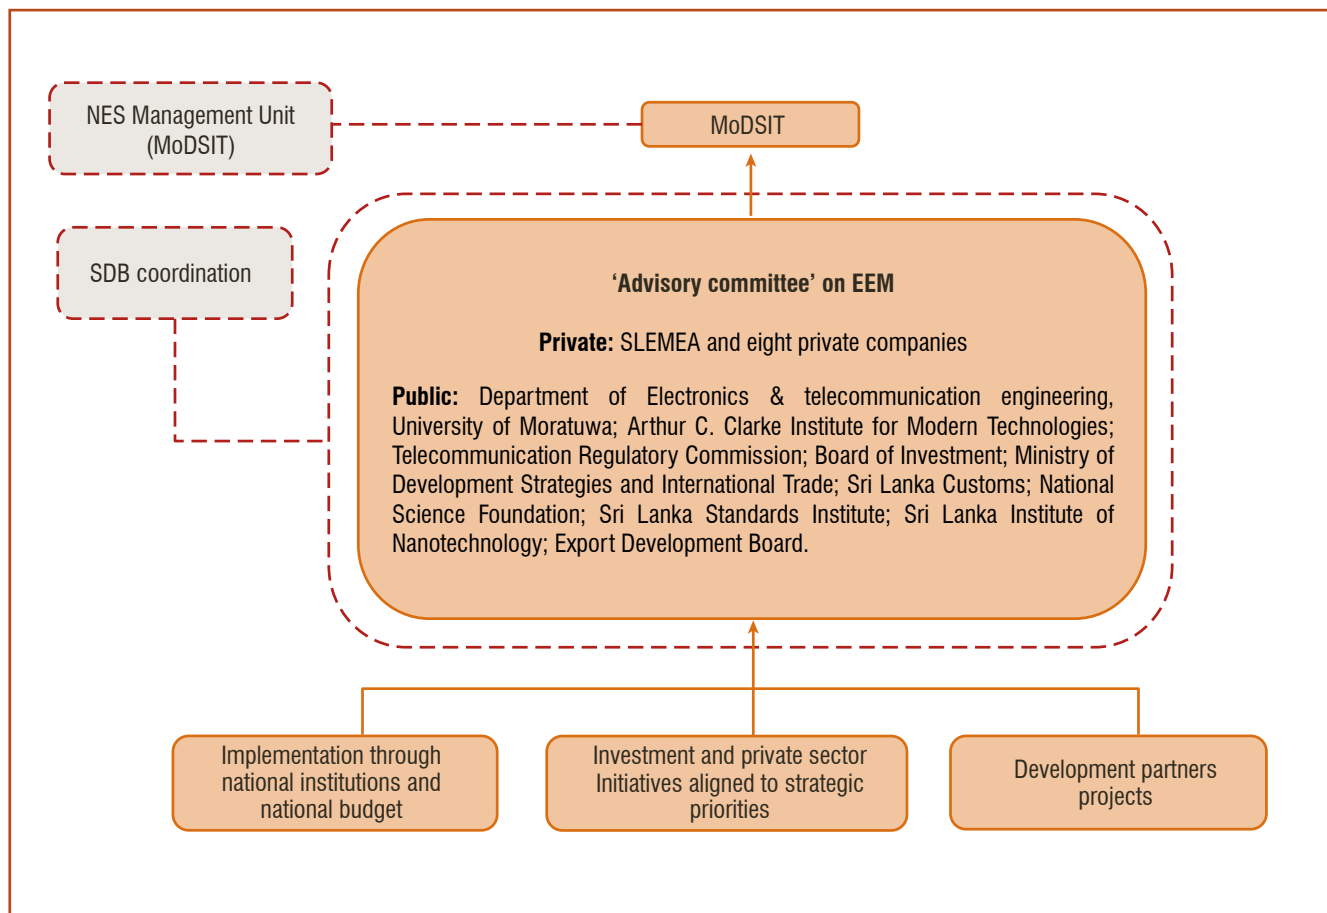 NES Management Unit
(MoDSIT)
MoDSIT
SDB coordination
‘Advisory committee’ on EEM
Private: SLEMEA and eight private companies
Public: Department of Electronics & telecommunication engineering,
University of Moratuwa; Arthur C. Clarke Institute for Modern Technologies;
Telecommunication Regulatory Commission; Board of Investment; Ministry of
Development Strategies and International Trade; Sri Lanka Customs; National
Science Foundation; Sri Lanka Standards Institute; Sri Lanka Institute of
Nanotechnology; Export Development Board.
Implementation through
national institutions and
national budget
Investment and private sector
Initiatives aligned to strategic
priorities
Development partners
projects